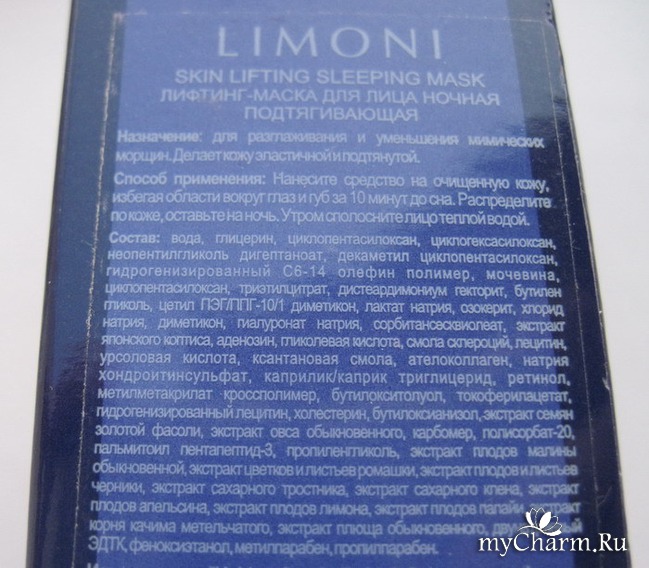 LIMONI
SKIN LIFTING SLEEPING MASK
ЛИФТИНГ-МАСКА ДЛЯ ЛИЦА НОЧНАЯ
ПОДТЯГИВАЮЩАЯ
Назначение: для разглаживания и уменьшения мимических
морщин. Делает кожу эластичной и подтянутой.
Способ применения: Нанесите средство на очищенную кожу,
избегая области вокруг глаз и губ за 10 минут до сна. Распределите
по коже, оставьте на ночь. Утром сполосните лицо теплой водой.
Состав: вода, глицерин, циклопентасилоксан, циклогексасилоксан,
неопентилгликоль дигептаноат, декаметил циклопентасилоксан,
гидрогенизированный С6-14 олефин полимер, мочевина,
циклопентасилоксан, триэтилцитрат, дистеардимониум гекторит, бутилен
гликоль, цетил ПЭГ/ППГ-10/1 диметикон, лактат натрия, озокерит, хлорид
натрия, диметикон, гиалуронат натрия, сорбитансесквиолеат, экстракт
японского коптиса, аденозин, гликолевая кислота, смола склероций, лецитин,
урсоловая кислота, ксантановая смола, ателоколлаген, натрия
хондроитинсульфат, каприлик/каприк триглицерид, ретинол,
метилметакрилат кроссполимер, бутилокситолуол, токоферилацетат,
гидрогенизированный лецитин, холестерин, бутилоксианизол, экстракт семян
золотой фасоли, экстракт овса обыкновенного, карбомер, полисорбат-20,
пальмитоил пентапептид-3, пропиленгликоль, экстракт плодов малины
обыкновенной, экстракт цветков и листьев ромашки, экстракт плодов и листьев
черники, экстракт сахарного тростника, экстракт сахарного клена, экстракт
плодов апельсина, экстракт плодов лимона, экстракт плодов папайи, экстракт
корня качима метельчатого, экстракт плюща обыкновенного,
ЭДТК, феноксиэтанол, метилпарабен, пропилпарабен.
myCharm.Ru